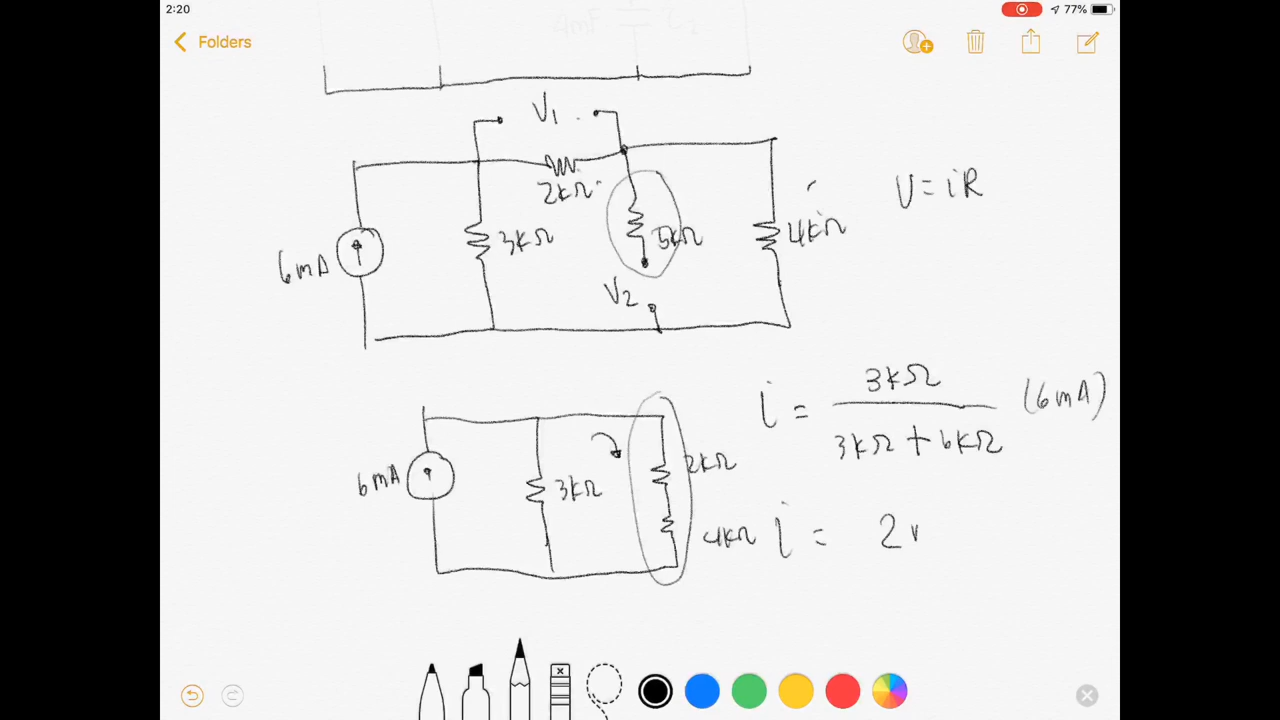 2:20
77%
Folders
V1
2kΩ
6mA
3kΩ
5kΩ
4kΩ
V=iR
V2
i = 3kΩ / 3kΩ + 6kΩ (6mA)
6mA
3kΩ
2kΩ
4kΩ
i = 2